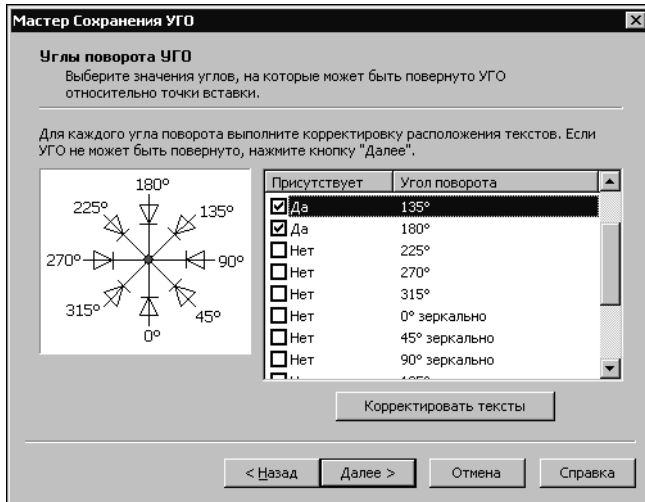 Мастер Сохранения УГО
Углы поворота УГО
Выберите значения углов, на которые может быть повернуто УГО
относительно точки вставки.
Для каждого угла поворота выполните корректировку расположения текстов. Если
УГО не может быть повернуто, нажмите кнопку "Далее".
180°
225°
135°
270°
90°
315°
45°
0°
Присутствует Угол поворота
Да 135°
Да 180°
Нет 225°
Нет 270°
Нет 315°
Нет 0° зеркально
Нет 45° зеркально
Нет 90° зеркально
Корректировать тексты
< Назад Далее > Отмена Справка